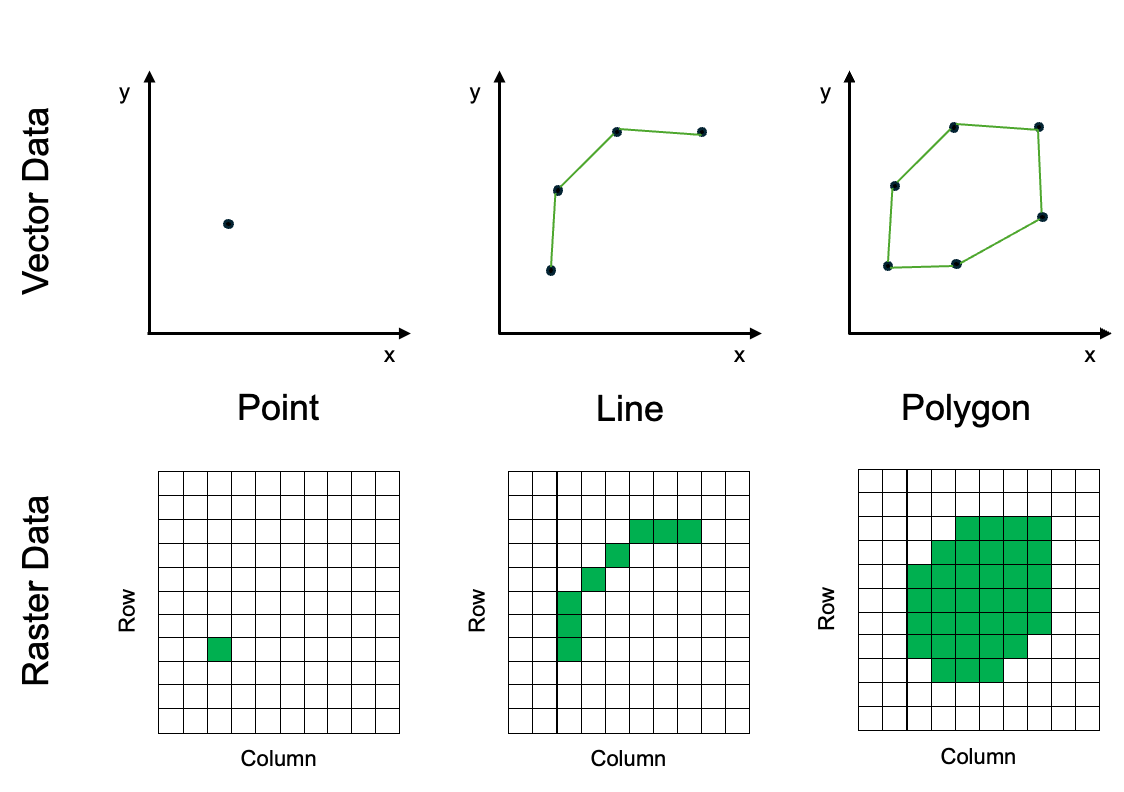 Vector Data
y
x
y
x
y
x
Point
Line
Polygon
Raster Data
Row
Column
Row
Column
Row
Column